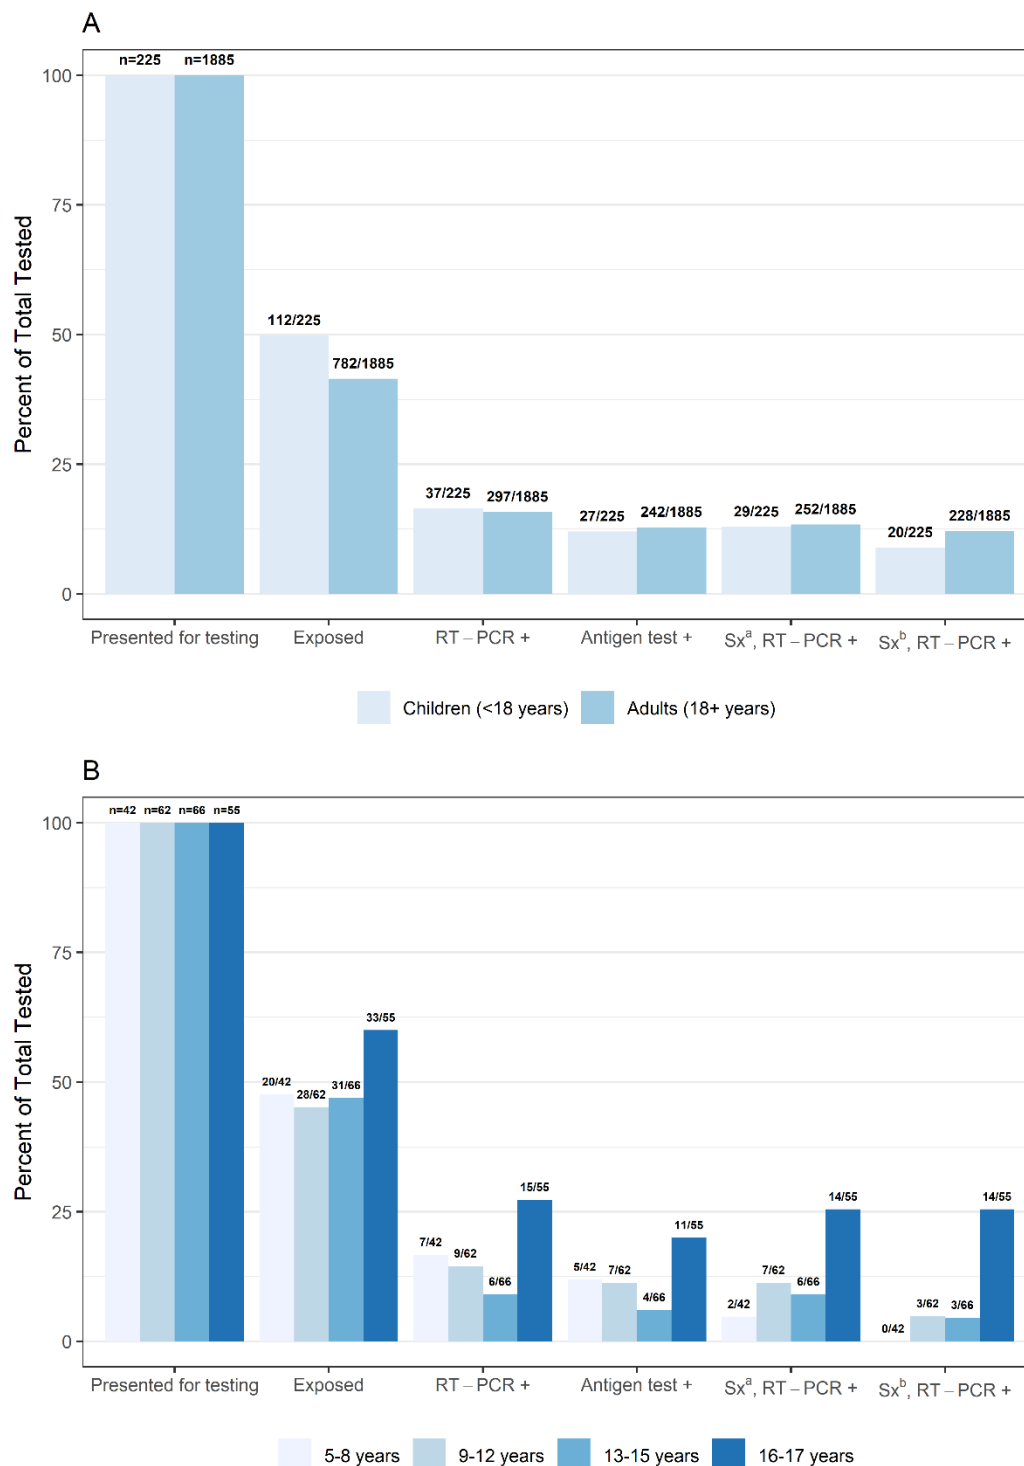 A
n=225 n=1885
100
75
50
25
0
Percent of Total Tested
112/225
782/1885
37/225 297/1885
27/225 242/1885
29/225 252/1885
20/225 228/1885
Presented for testing Exposed RT – PCR + Antigen test + Sxᵃ, RT – PCR + Sxᵇ, RT – PCR +
Children (<18 years) Adults (18+ years)
B
n=42 n=62 n=66 n=55
100
75
50
25
0
Percent of Total Tested
20/42 28/62 31/66 33/55
7/42 9/62 6/66 15/55
5/42 7/62 4/66 11/55
2/42 7/62 6/66 14/55
0/42 3/62 3/66 14/55
Presented for testing Exposed RT – PCR + Antigen test + Sxᵃ, RT – PCR + Sxᵇ, RT – PCR +
5-8 years 9-12 years 13-15 years 16-17 years